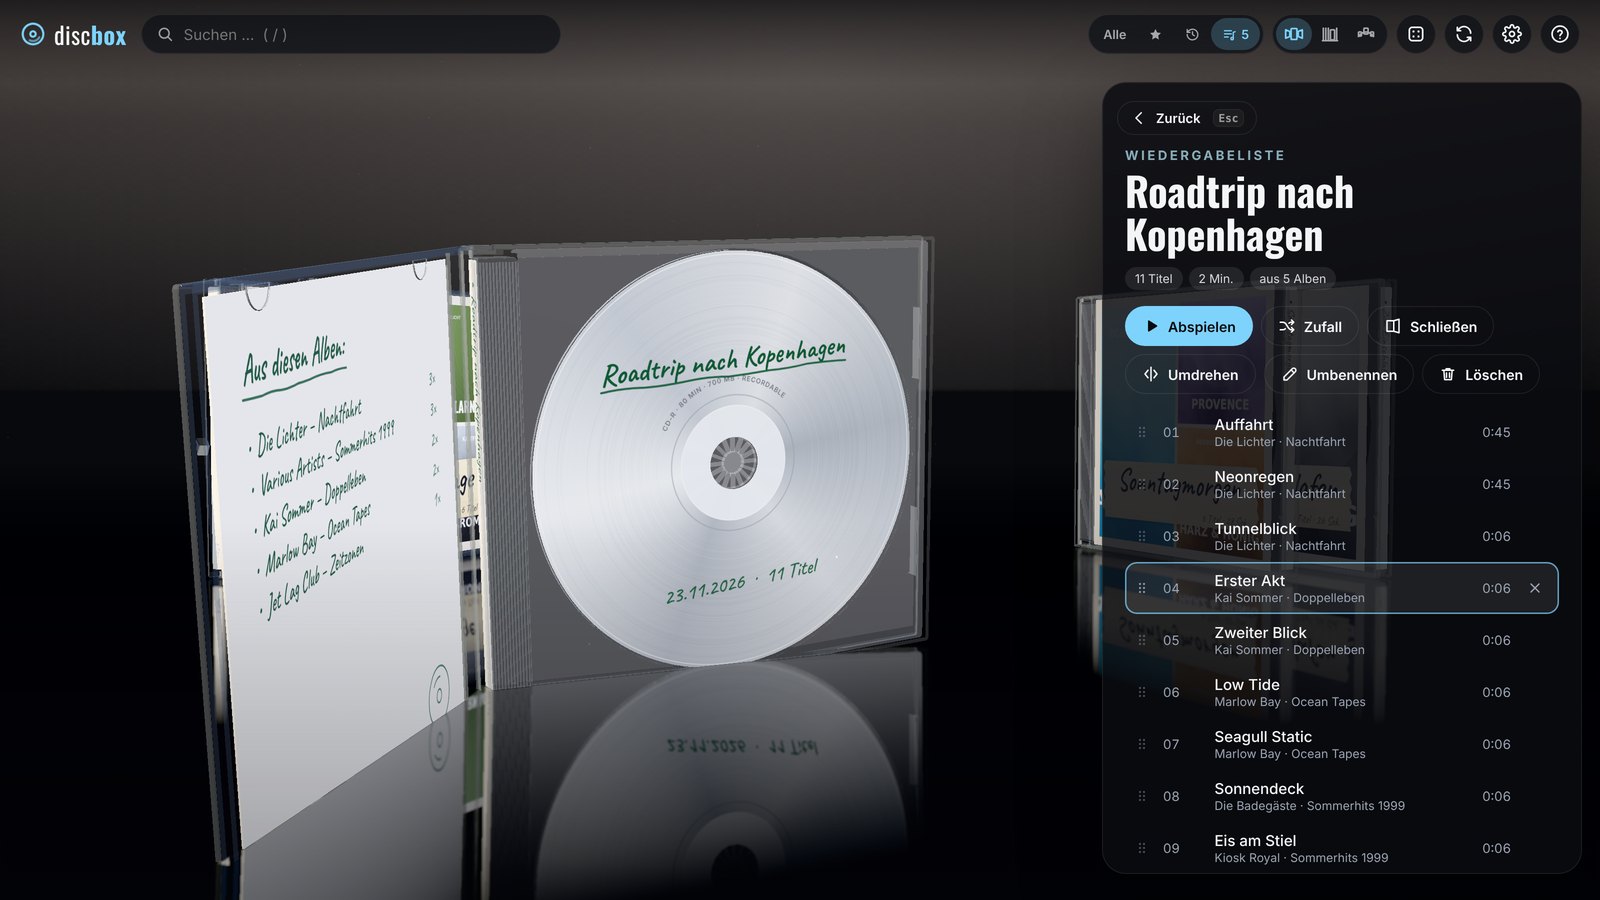 discbox
Suchen ... ( / )
Alle
5
Zurück Esc
WIEDERGABELISTE
Roadtrip nach
Kopenhagen
11 Titel 2 Min. aus 5 Alben
Abspielen Zufall Schließen
Umdrehen Umbenennen Löschen
01 Auffahrt 0:45
Die Lichter · Nachtfahrt
02 Neonregen 0:45
Die Lichter · Nachtfahrt
03 Tunnelblick 0:06
Die Lichter · Nachtfahrt
04 Erster Akt 0:06
Kai Sommer · Doppelleben
05 Zweiter Blick 0:06
Kai Sommer · Doppelleben
06 Low Tide 0:06
Marlow Bay · Ocean Tapes
07 Seagull Static 0:06
Marlow Bay · Ocean Tapes
08 Sonnendeck 0:06
Die Badegäste · Sommerhits 1999
09 Eis am Stiel 0:06
Kiosk Royal · Sommerhits 1999
Aus diesen Alben:
• Die Lichter – Nachtfahrt 3x
• Various Artists – Sommerhits 1999 3x
• Kai Sommer – Doppelleben 2x
• Marlow Bay – Ocean Tapes 2x
• Jet Lag Club – Zeitzonen 1x
Roadtrip nach Kopenhagen
CD-R · 80 MIN · 700 MB · RECORDABLE
23.11.2026 · 11 Titel
PROVENCE